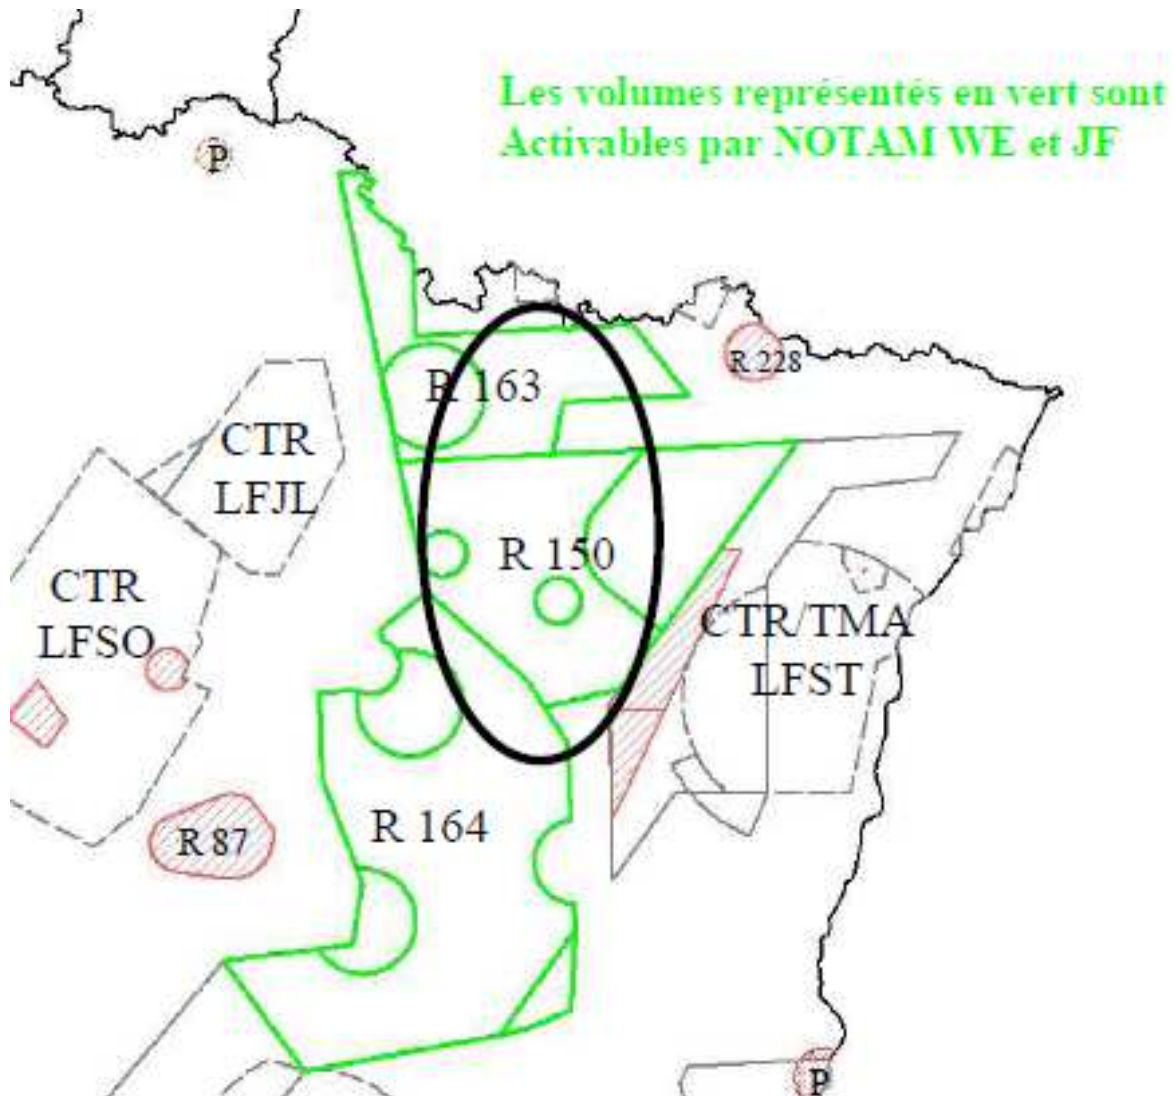 Les volumes représentés en vert sont
Activables par NOTAM WE et JF
P
R 228
R 163
CTR
LFJL
R 150
CTR
LFSO
CTR/TMA
LFST
R 164
R 87
P